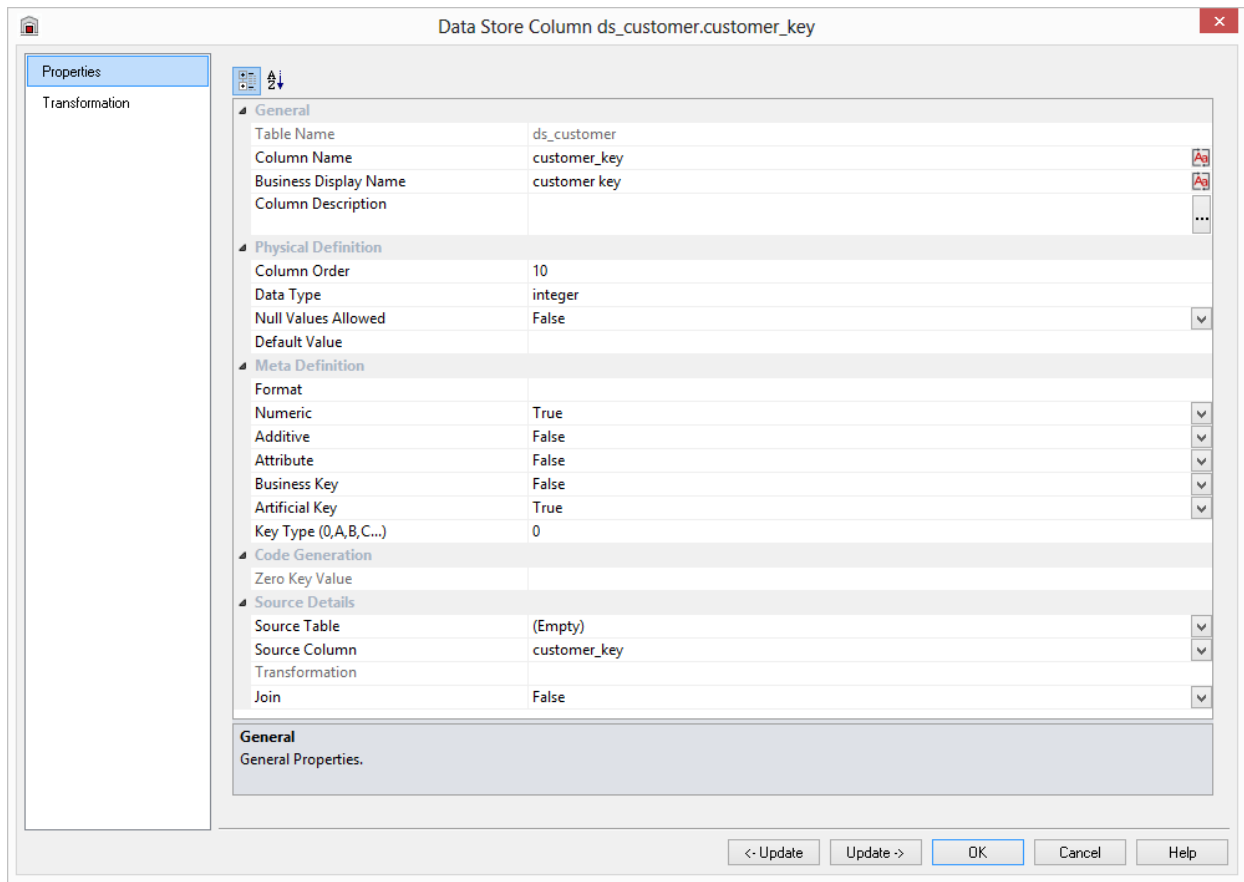 Data Store Column ds_customer.customer_key
Properties
Transformation
General
Table Name ds_customer
Column Name customer_key
Business Display Name customer key
Column Description
...
Physical Definition
Column Order 10
Data Type integer
Null Values Allowed False
Default Value
Meta Definition
Format
Numeric True
Additive False
Attribute False
Business Key False
Artificial Key True
Key Type (0,A,B,C...) 0
Code Generation
Zero Key Value
Source Details
Source Table (Empty)
Source Column customer_key
Transformation
Join False
General
General Properties.
<- Update Update -> OK Cancel Help